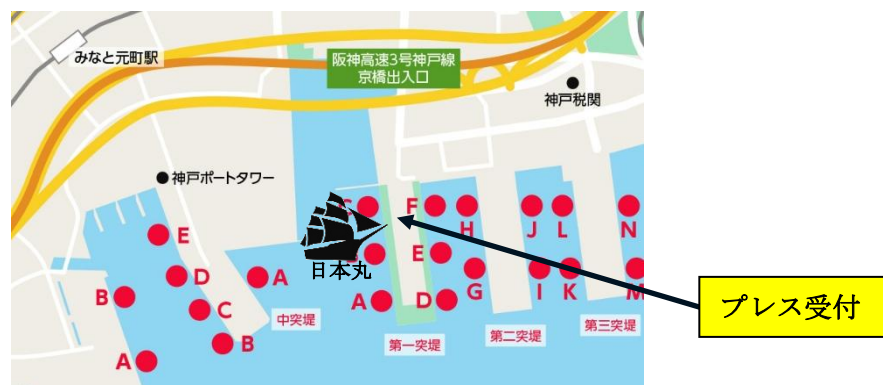 みなと元町駅
阪神高速3号神戸線
京橋出入口
神戸税関
神戸ポートタワー
C
F
H
J
L
N
E
B
E
日本丸
D
A
B
C
A
D
G
I
K
M
プレス受付
中突堤
第三突堤
第二突堤
第一突堤
B
A